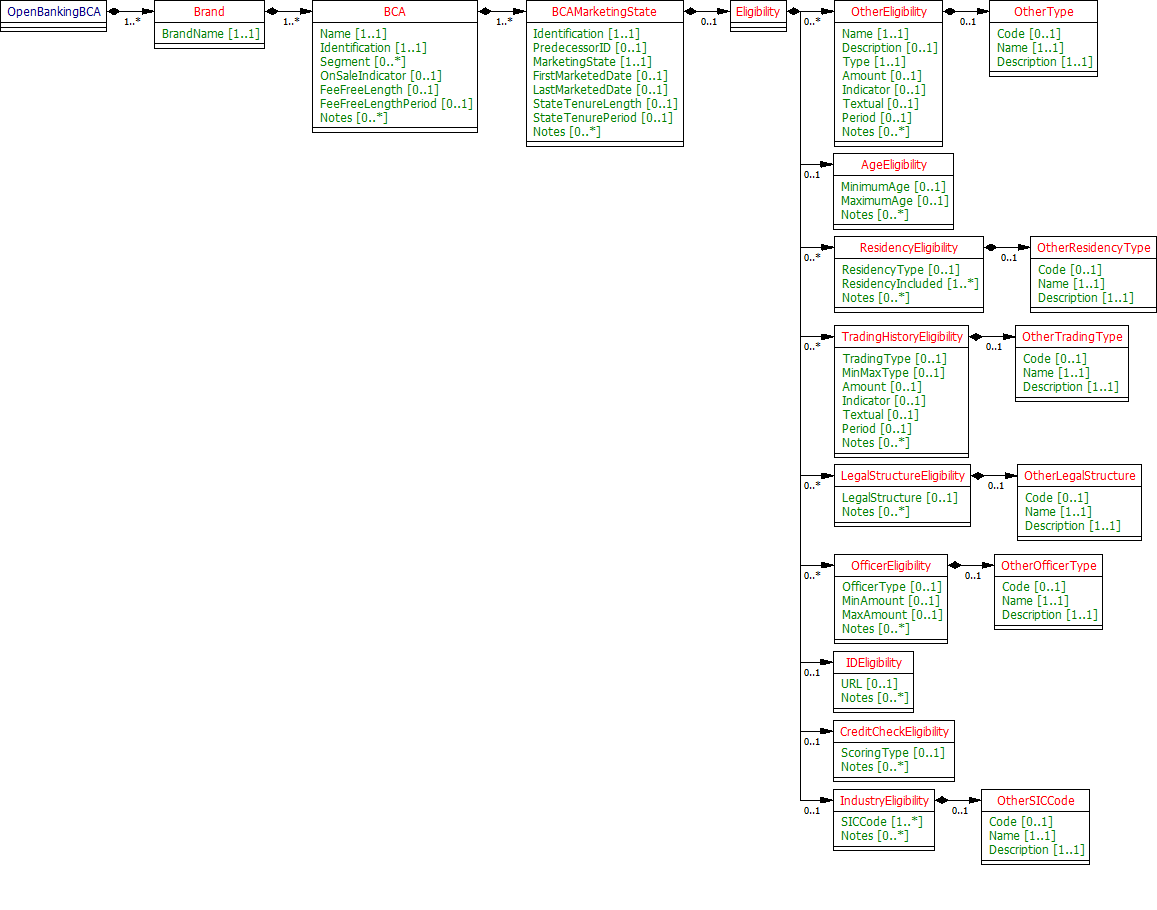 OpenBankingBCA
1..*
Brand
BrandName [1..1]
1..*
BCA
Name [1..1]
Identification [1..1]
Segment [0..*]
OnSaleIndicator [0..1]
FeeFreeLength [0..1]
FeeFreeLengthPeriod [0..1]
Notes [0..*]
1..*
BCAMarketingState
Identification [1..1]
PredecessorID [0..1]
MarketingState [1..1]
FirstMarketedDate [0..1]
LastMarketedDate [0..1]
StateTenureLength [0..1]
StateTenurePeriod [0..1]
Notes [0..*]
0..1
Eligibility
0..*
OtherEligibility
Name [1..1]
Description [0..1]
Type [1..1]
Amount [0..1]
Indicator [0..1]
Textual [0..1]
Period [0..1]
Notes [0..*]
0..1
OtherType
Code [0..1]
Name [1..1]
Description [1..1]
0..1
AgeEligibility
MinimumAge [0..1]
MaximumAge [0..1]
Notes [0..*]
0..*
ResidencyEligibility
ResidencyType [0..1]
ResidencyIncluded [1..*]
Notes [0..*]
0..1
OtherResidencyType
Code [0..1]
Name [1..1]
Description [1..1]
0..*
TradingHistoryEligibility
TradingType [0..1]
MinMaxType [0..1]
Amount [0..1]
Indicator [0..1]
Textual [0..1]
Period [0..1]
Notes [0..*]
0..1
OtherTradingType
Code [0..1]
Name [1..1]
Description [1..1]
0..*
LegalStructureEligibility
LegalStructure [0..1]
Notes [0..*]
0..1
OtherLegalStructure
Code [0..1]
Name [1..1]
Description [1..1]
0..*
OfficerEligibility
OfficerType [0..1]
MinAmount [0..1]
MaxAmount [0..1]
Notes [0..*]
0..1
OtherOfficerType
Code [0..1]
Name [1..1]
Description [1..1]
0..1
IDEligibility
URL [0..1]
Notes [0..*]
0..1
CreditCheckEligibility
ScoringType [0..1]
Notes [0..*]
0..1
IndustryEligibility
SICCode [1..*]
Notes [0..*]
0..1
OtherSICCode
Code [0..1]
Name [1..1]
Description [1..1]